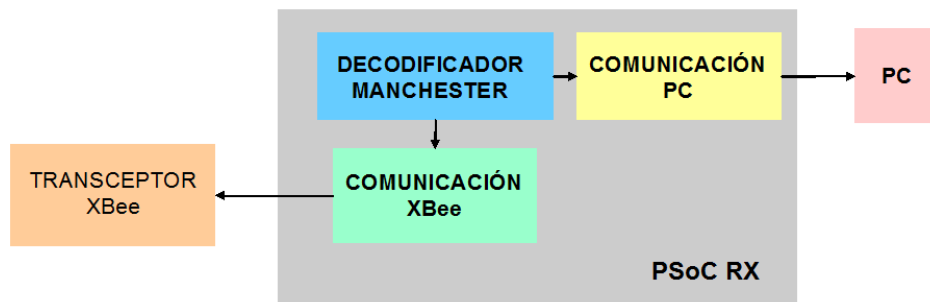 DECODIFICADOR
MANCHESTER
COMUNICACIÓN
PC
PC
TRANSCEPTOR
XBee
COMUNICACIÓN
XBee
PSoC RX